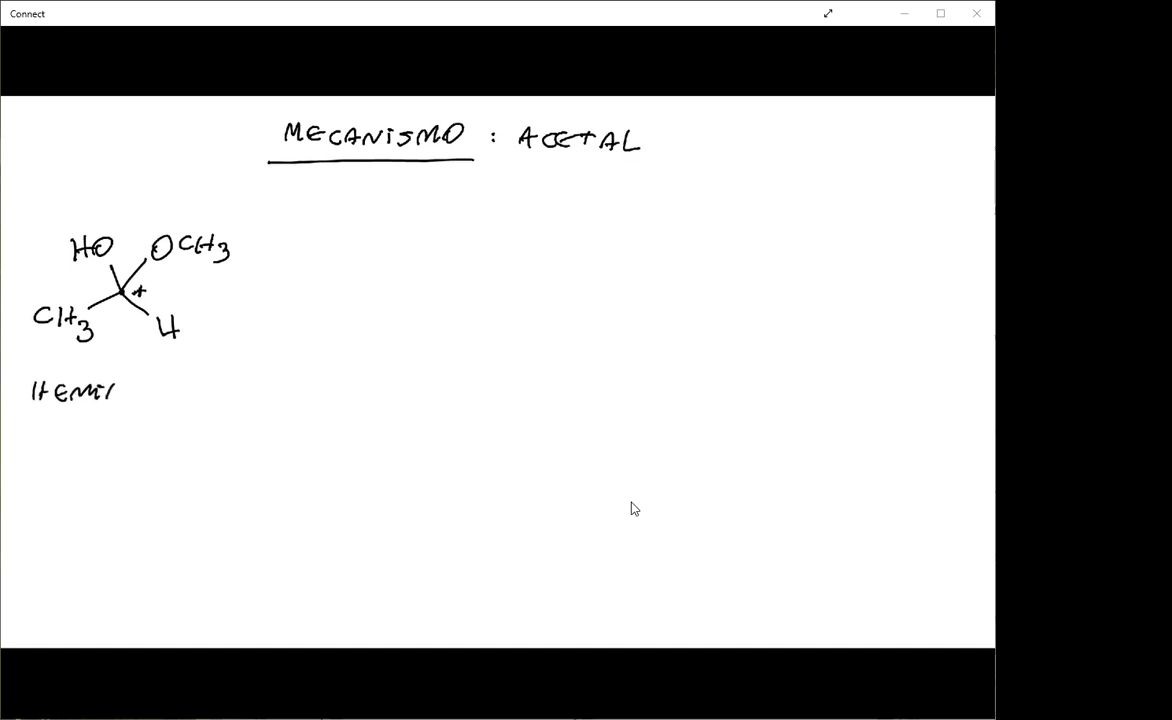 Connect
MECANISMO : ACETAL
HO OCH3
*
CH3 H
HEMI